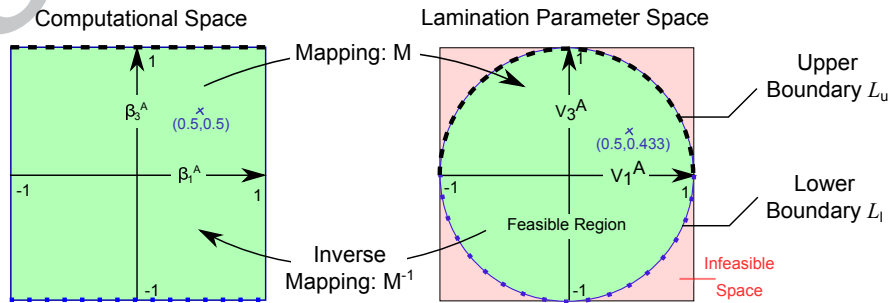 Computational Space
Lamination Parameter Space
Mapping: M
Upper
Boundary Lᵤ
1
β₃ᴬ
×
(0.5,0.5)
β₁ᴬ
-1
1
-1
1
V₃ᴬ
×
(0.5,0.433)
V₁ᴬ
-1
1
Feasible Region
-1
Lower
Boundary Lₗ
Inverse
Mapping: M⁻¹
Infeasible
Space